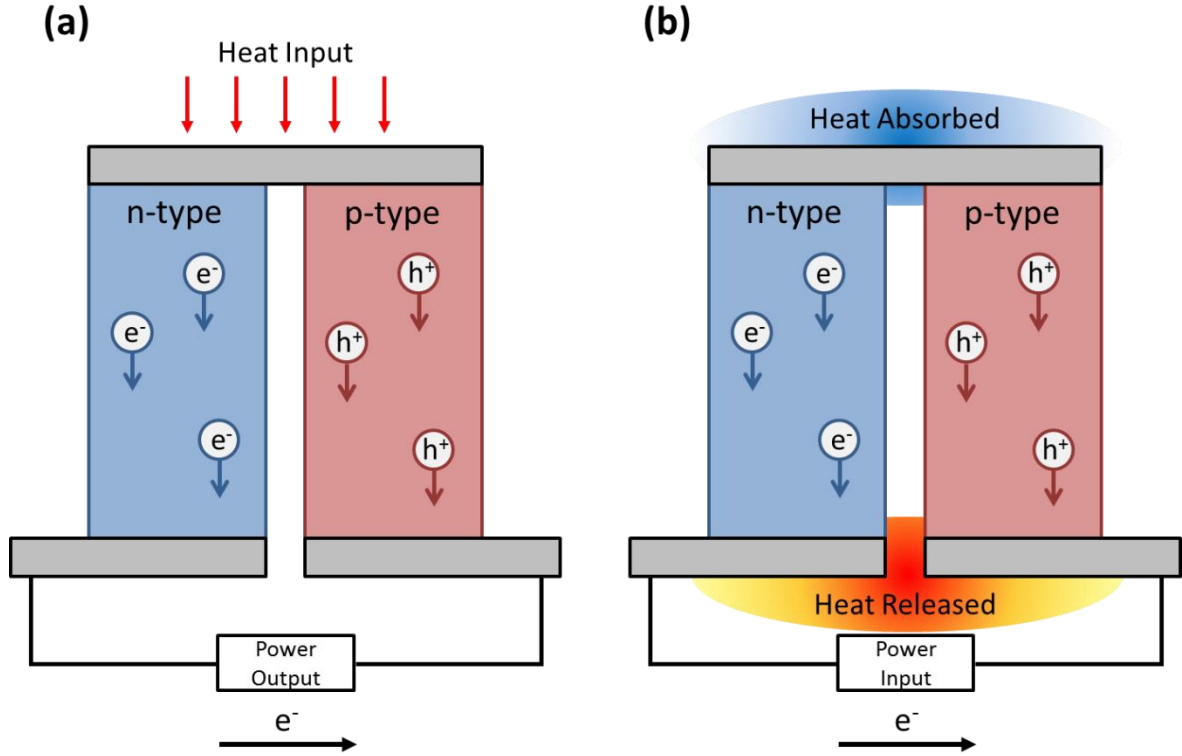 (a)
Heat Input
n-type
p-type
e⁻
h⁺
e⁻
h⁺
e⁻
h⁺
Power
Output
e⁻
(b)
Heat Absorbed
n-type
p-type
e⁻
h⁺
e⁻
h⁺
e⁻
h⁺
Heat Released
Power
Input
e⁻